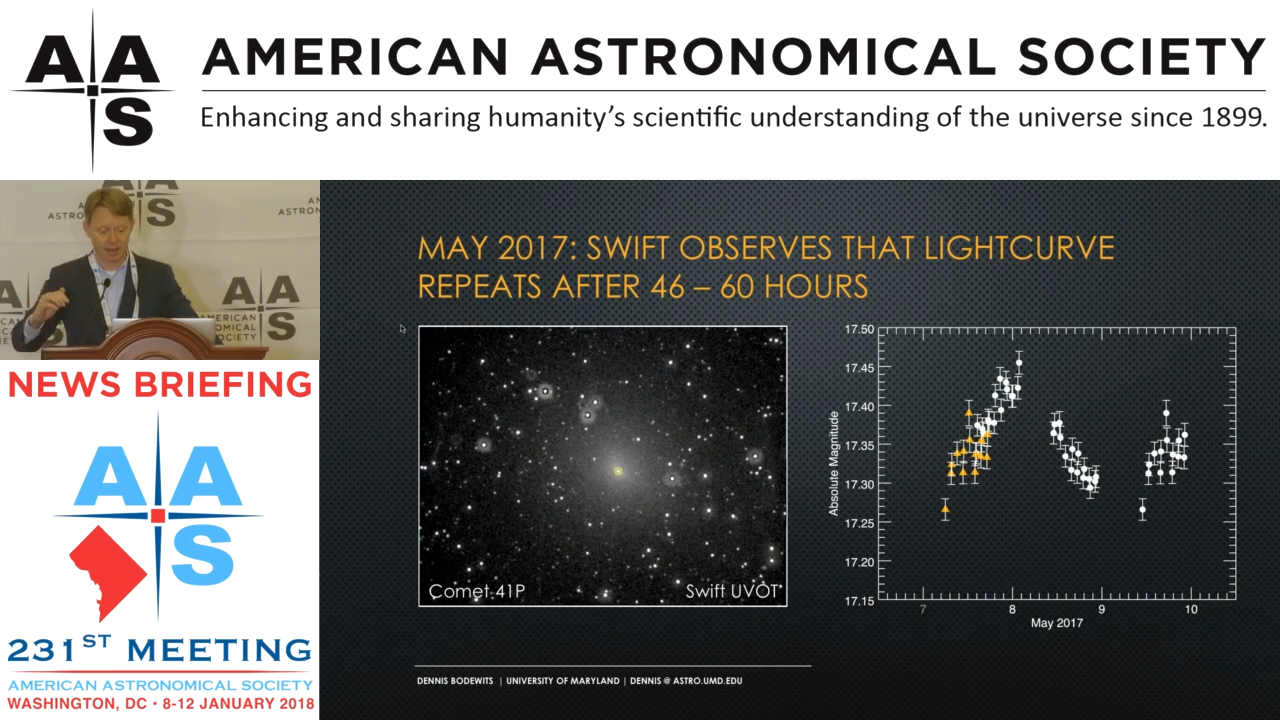 AAS
AMERICAN ASTRONOMICAL SOCIETY
Enhancing and sharing humanity's scientific understanding of the universe since 1899.
NEWS BRIEFING
AAS
231ST MEETING
AMERICAN ASTRONOMICAL SOCIETY
WASHINGTON, DC • 8-12 JANUARY 2018
MAY 2017: SWIFT OBSERVES THAT LIGHTCURVE
REPEATS AFTER 46 – 60 HOURS
Comet 41P
Swift UVOT
Absolute Magnitude
17.50
17.45
17.40
17.35
17.30
17.25
17.20
17.15
7 8 9 10
May 2017
DENNIS BODEWITS | UNIVERSITY OF MARYLAND | DENNIS @ ASTRO.UMD.EDU